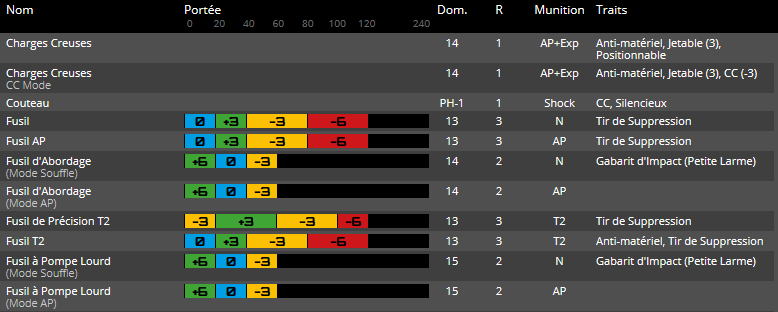 Nom Portée Dom. R Munition Traits
0 20 40 60 80 100 120 240
Charges Creuses 14 1 AP+Exp Anti-matériel, Jetable (3),
Positionnable
Charges Creuses 14 1 AP+Exp Anti-matériel, Jetable (3), CC (-3)
CC Mode
Couteau PH-1 1 Shock CC, Silencieux
Fusil 0 +3 -3 -6 13 3 N Tir de Suppression
Fusil AP 0 +3 -3 -6 13 3 AP Tir de Suppression
Fusil d'Abordage +6 0 -3 14 2 N Gabarit d'Impact (Petite Larme)
(Mode Souffle)
Fusil d'Abordage +6 0 -3 14 2 AP
(Mode AP)
Fusil de Précision T2 -3 +3 -3 -6 13 3 T2 Tir de Suppression
Fusil T2 0 +3 -3 -6 13 3 T2 Anti-matériel, Tir de Suppression
Fusil à Pompe Lourd +6 0 -3 15 2 N Gabarit d'Impact (Petite Larme)
(Mode Souffle)
Fusil à Pompe Lourd +6 0 -3 15 2 AP
(Mode AP)